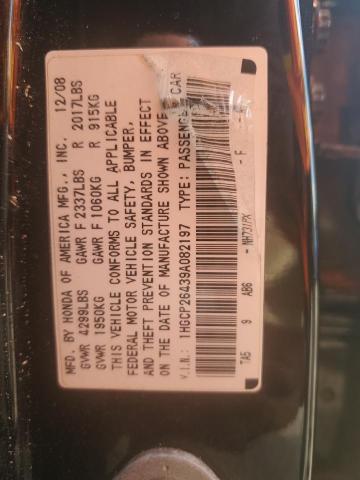 MFD. BY HONDA OF AMERICA MFG., INC. 12/08
GVWR 4299LBS GAWR F 2337LBS R 2017LBS
GVWR 1950KG GAWR F 1060KG R 915KG
THIS VEHICLE CONFORMS TO ALL APPLICABLE
FEDERAL MOTOR VEHICLE SAFETY, BUMPER,
AND THEFT PREVENTION STANDARDS IN EFFECT
ON THE DATE OF MANUFACTURE SHOWN ABOVE
V.I.N.: 1HGCP26439A082197 TYPE: PASSENGER CAR
TA5 9 AB6 -NH731PX -F